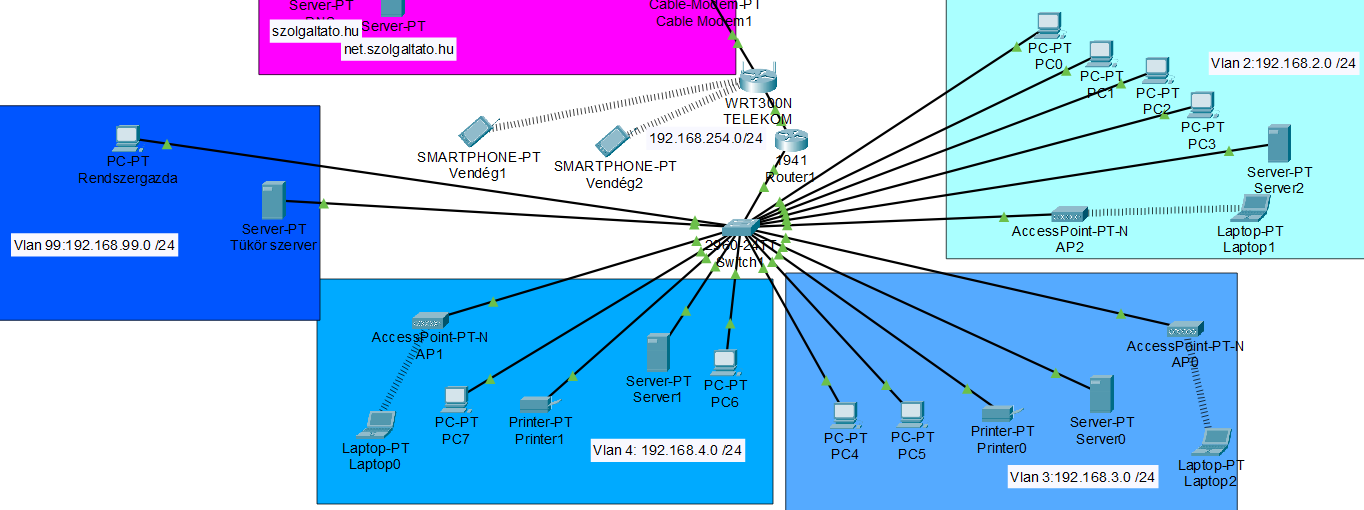 Server-PT
Server-PT
szolgaltato.hu
net.szolgaltato.hu
Cable-Modem-PT
Cable Modem1
WRT300N
TELEKOM
192.168.254.0/24
SMARTPHONE-PT
Vendég1
SMARTPHONE-PT
Vendég2
1941
Router1
2960-24TT
Switch1
PC-PT
PC0
PC-PT
PC1
PC-PT
PC2
PC-PT
PC3
Vlan 2:192.168.2.0 /24
Server-PT
Server2
AccessPoint-PT-N
AP2
Laptop-PT
Laptop1
PC-PT
Rendszergazda
Server-PT
Tükör szerver
Vlan 99:192.168.99.0 /24
AccessPoint-PT-N
AP1
Laptop-PT
Laptop0
PC-PT
PC7
Printer-PT
Printer1
Server-PT
Server1
PC-PT
PC6
Vlan 4: 192.168.4.0 /24
PC-PT
PC4
PC-PT
PC5
Printer-PT
Printer0
Server-PT
Server0
AccessPoint-PT-N
AP0
Laptop-PT
Laptop2
Vlan 3:192.168.3.0 /24